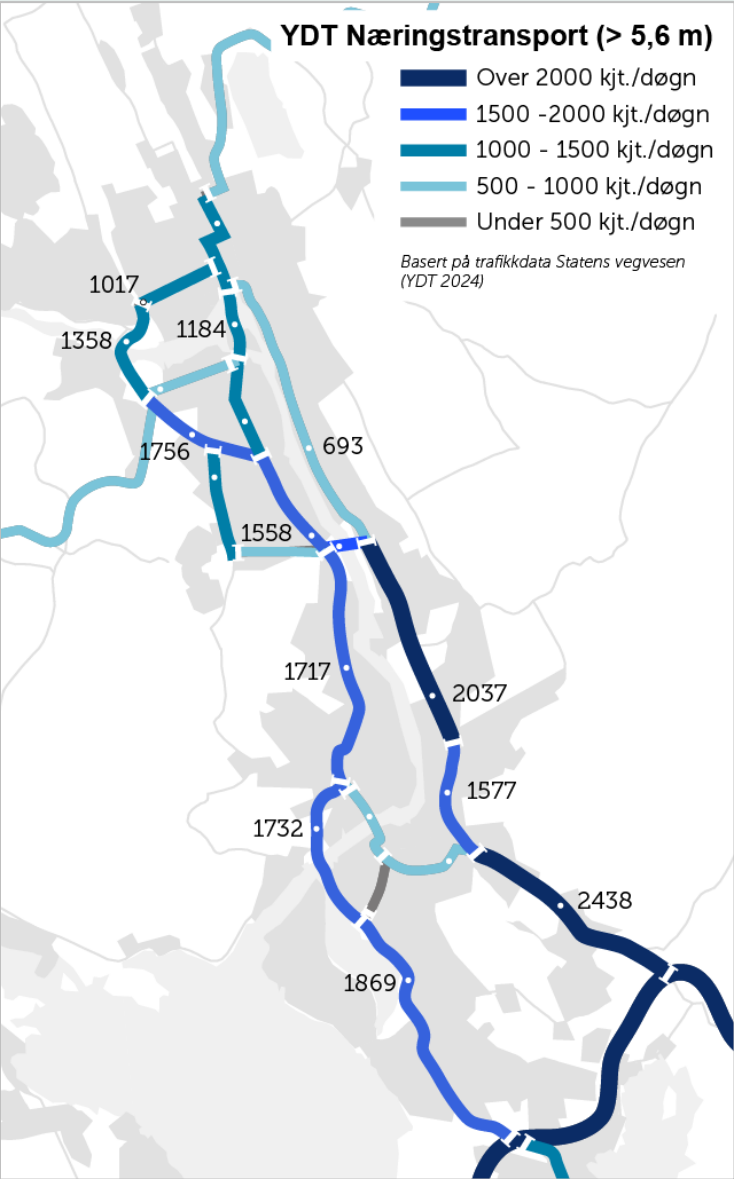 YDT Næringstransport (> 5,6 m)
Over 2000 kjt./døgn
1500 -2000 kjt./døgn
1000 - 1500 kjt./døgn
500 - 1000 kjt./døgn
Under 500 kjt./døgn
Basert på trafikkdata Statens vegvesen
(YDT 2024)
1017
1184
1358
693
1756
1558
1717
2037
1577
1732
2438
1869